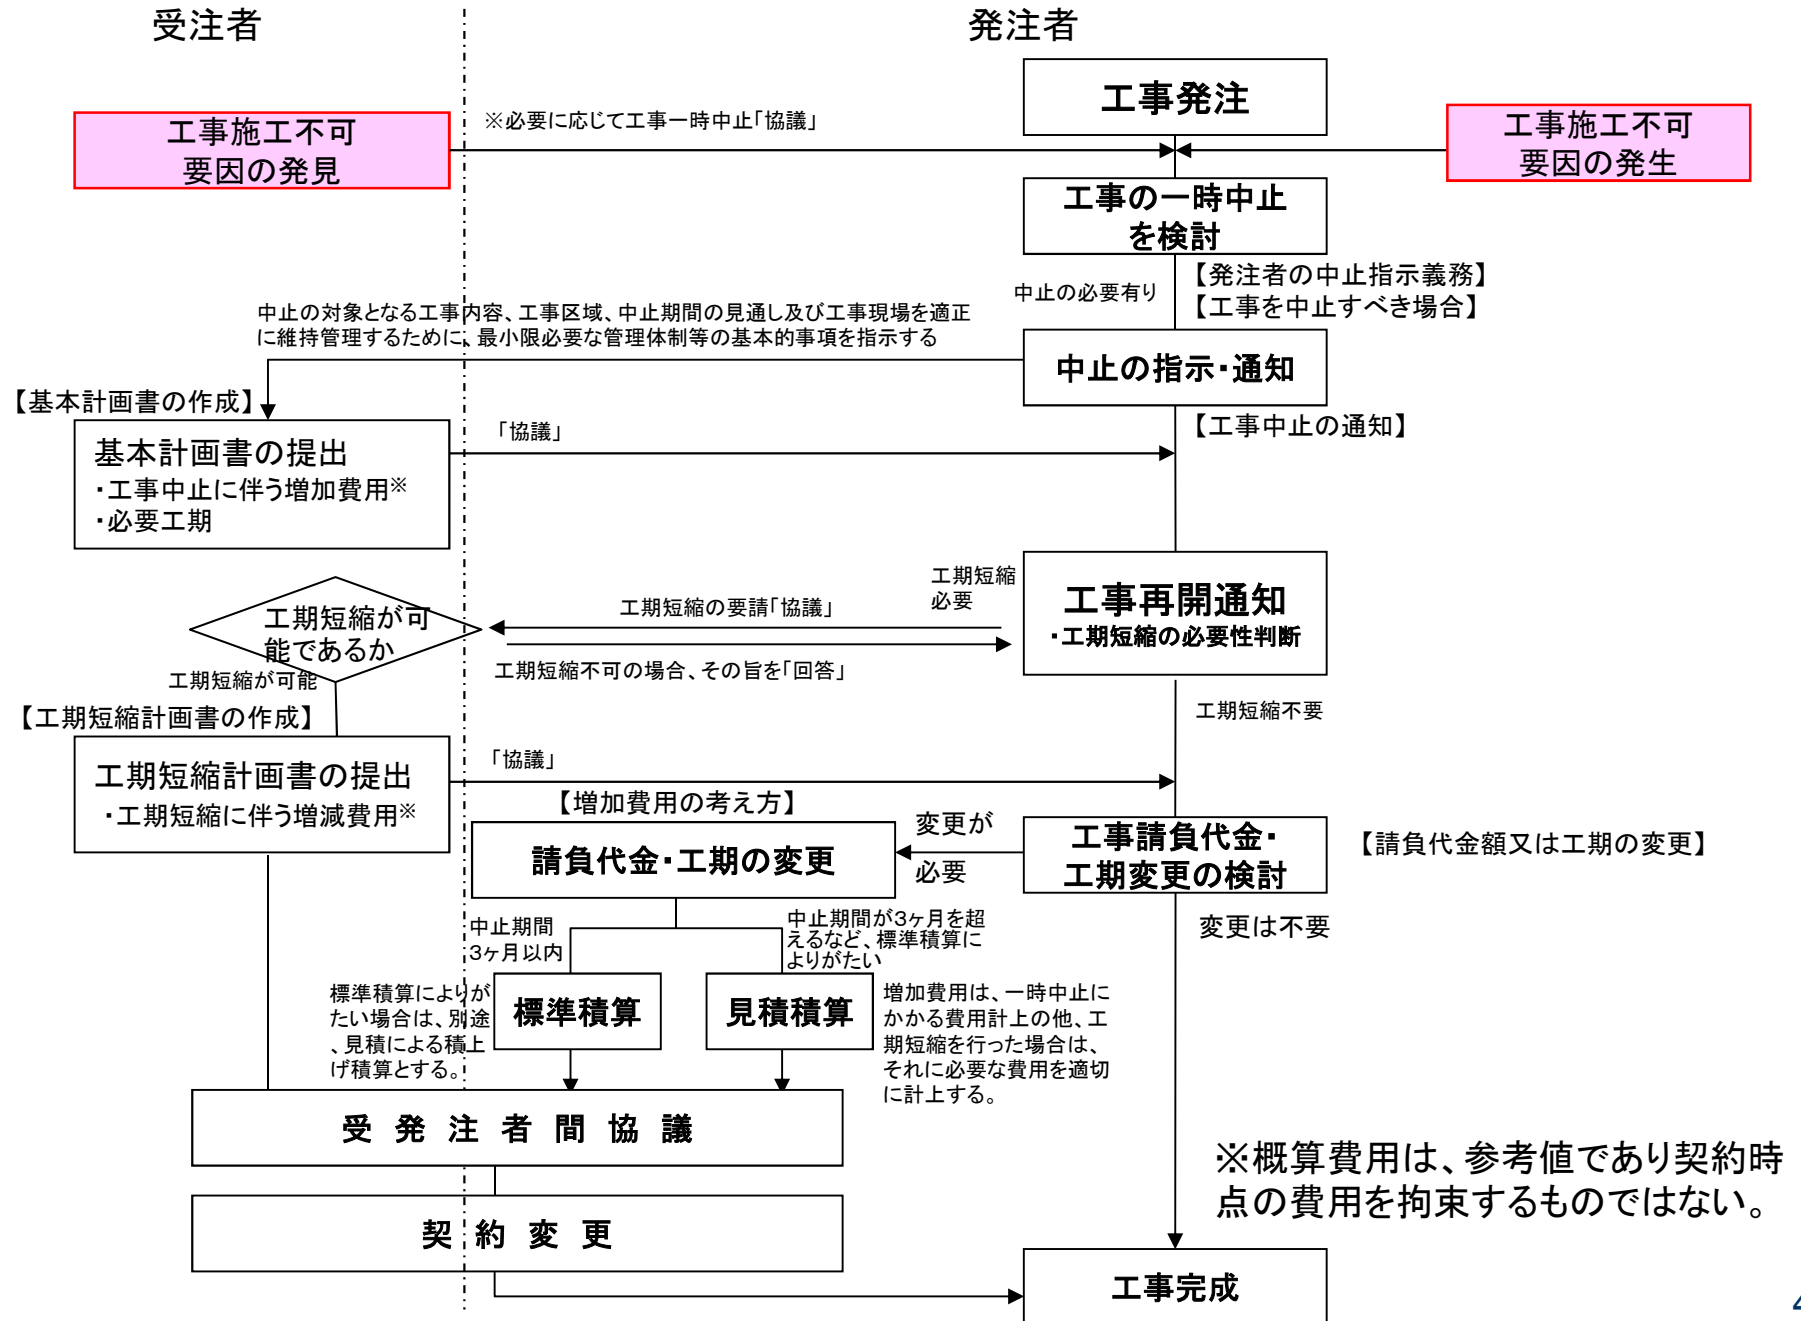 受注者
発注者
工事発注
工事施工不可
要因の発見
※必要に応じて工事一時中止「協議」
工事施工不可
要因の発生
工事の一時中止
を検討
【発注者の中止指示義務】
【工事を中止すべき場合】
中止の必要有り
中止の対象となる工事内容、工事区域、中止期間の見通し及び工事現場を適正
に維持管理するために、最小限必要な管理体制等の基本的事項を指示する
中止の指示・通知
【基本計画書の作成】
【工事中止の通知】
基本計画書の提出
・工事中止に伴う増加費用※
・必要工期
「協議」
工期短縮
必要
工事再開通知
・工期短縮の必要性判断
工期短縮の要請「協議」
工期短縮が可
能であるか
工期短縮不可の場合、その旨を「回答」
工期短縮が可能
工期短縮不要
【工期短縮計画書の作成】
工期短縮計画書の提出
・工期短縮に伴う増減費用※
「協議」
【増加費用の考え方】
変更が
必要
請負代金・工期の変更
工事請負代金・
工期変更の検討
【請負代金額又は工期の変更】
変更は不要
中止期間
3ヶ月以内
中止期間が3ヶ月を超
えるなど、標準積算に
よりがたい
標準積算によりが
たい場合は、別途
、見積による積上
げ積算とする。
標準積算
見積積算
増加費用は、一時中止に
かかる費用計上の他、工
期短縮を行った場合は、
それに必要な費用を適切
に計上する。
受発注者間協議
※概算費用は、参考値であり契約時
点の費用を拘束するものではない。
契約変更
工事完成